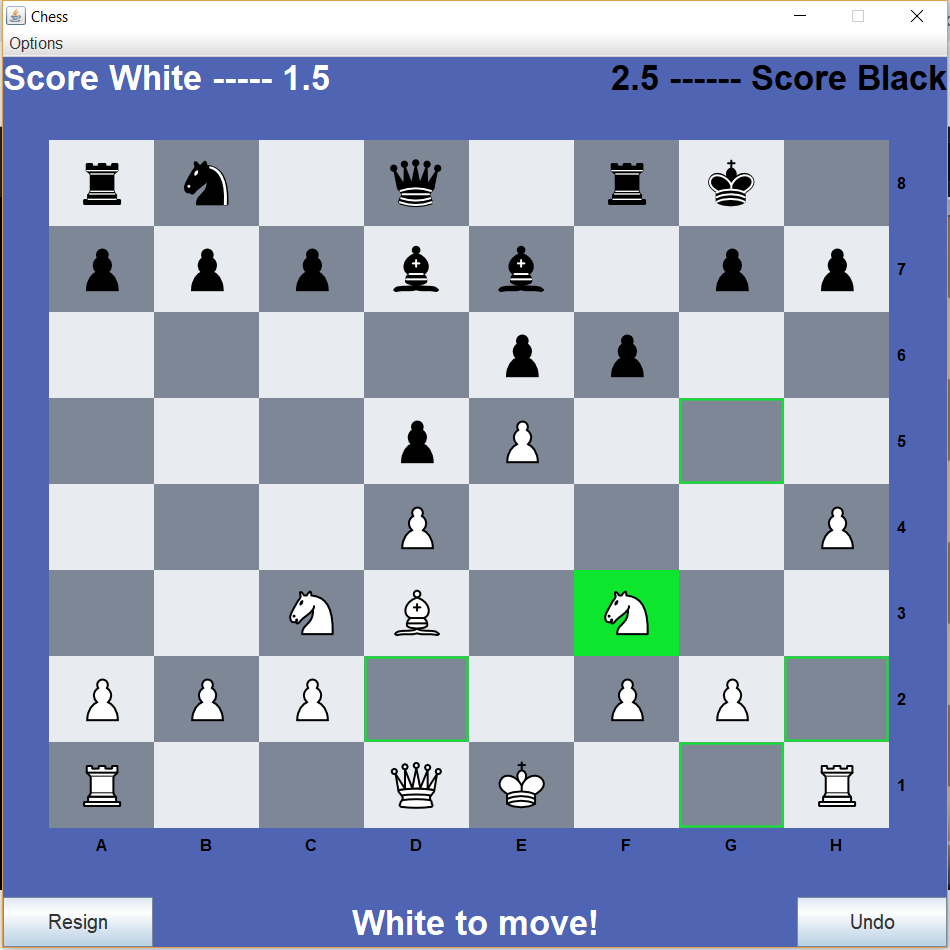 Chess
Options
Score White ----- 1.5
2.5 ------ Score Black
8
7
6
5
4
3
2
1
A B C D E F G H
Resign
White to move!
Undo